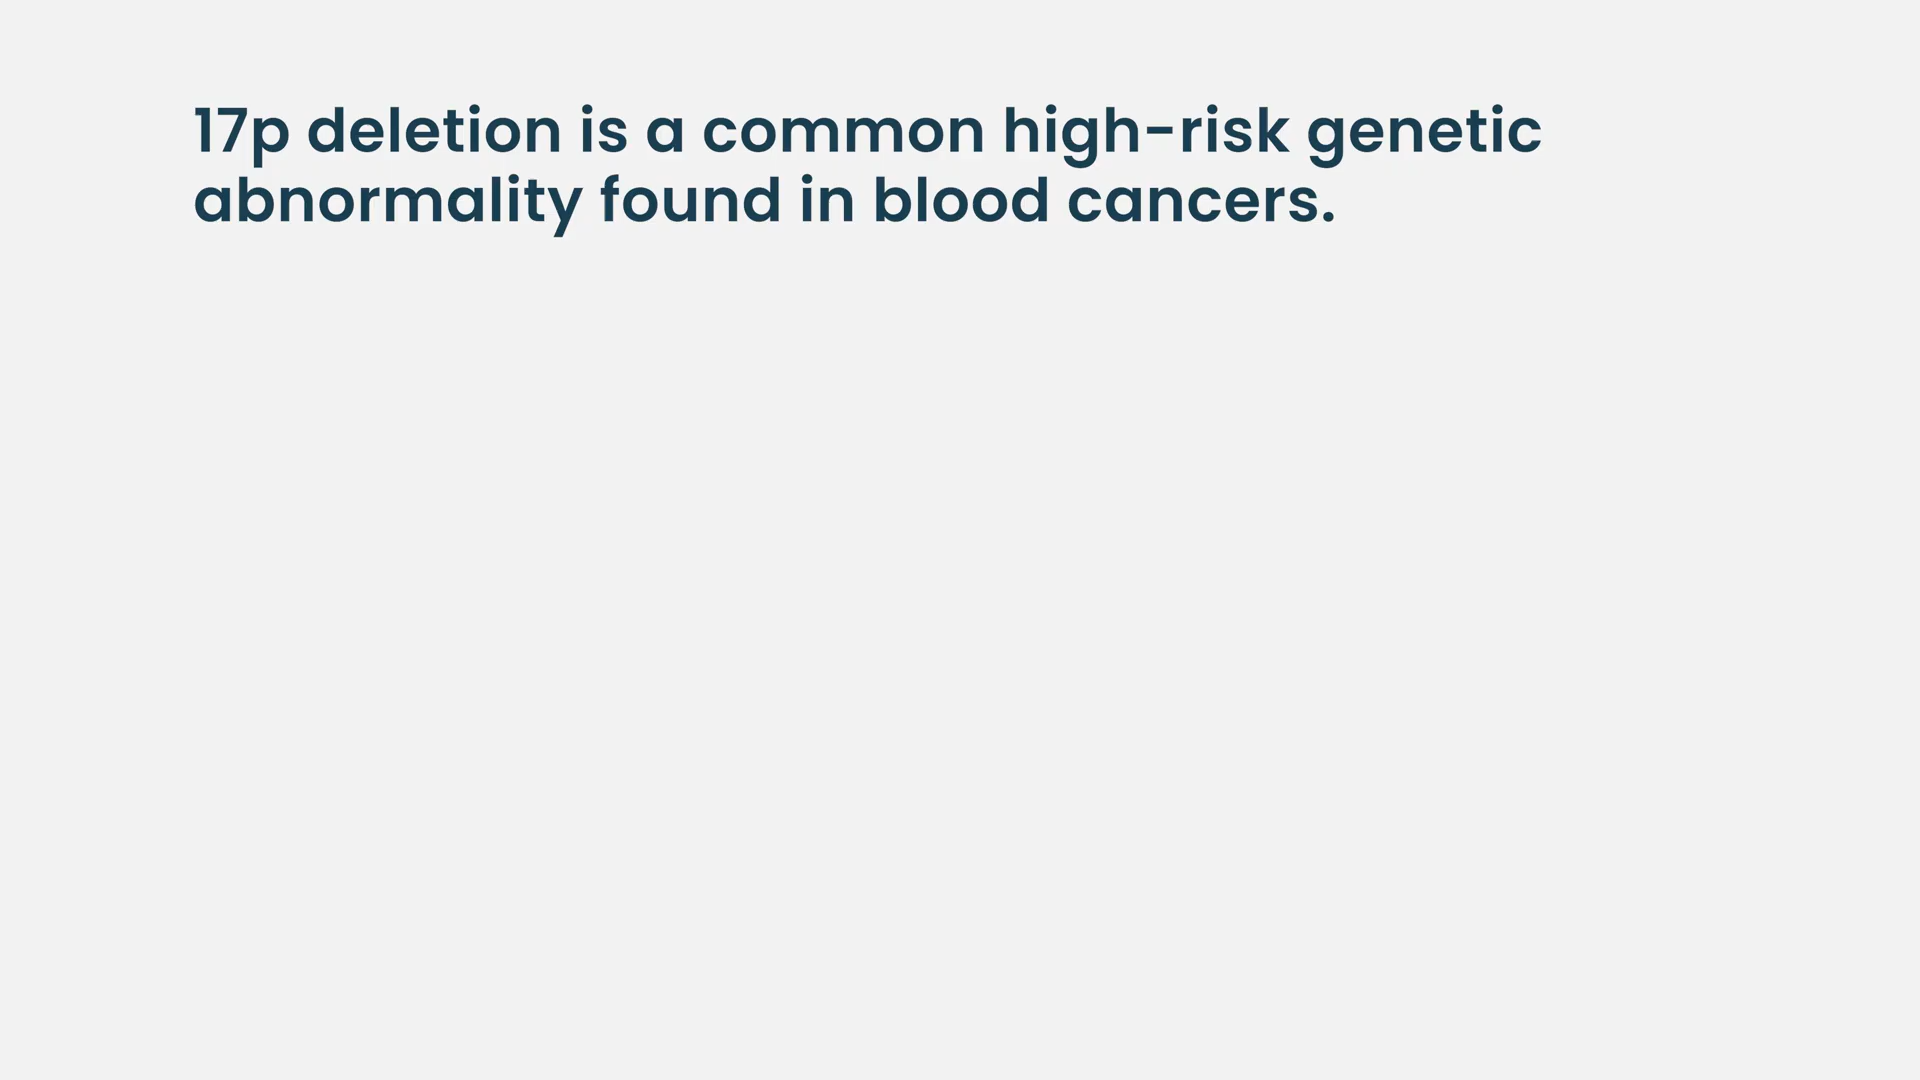 17p deletion is a common high-risk genetic
abnormality found in blood cancers.